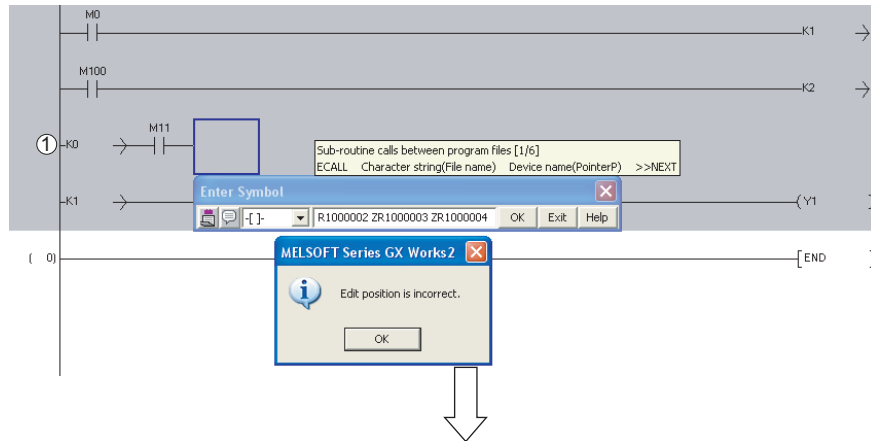 M0
K1
M100
K2
① K0 M11
Sub-routine calls between program files [1/6]
ECALL Character string(File name) Device name(PointerP) >>NEXT
Enter Symbol
-[ ]- R1000002 ZR1000003 ZR1000004 OK Exit Help
K1 Y1
MELSOFT Series GX Works2
( 0) END
Edit position is incorrect.
OK